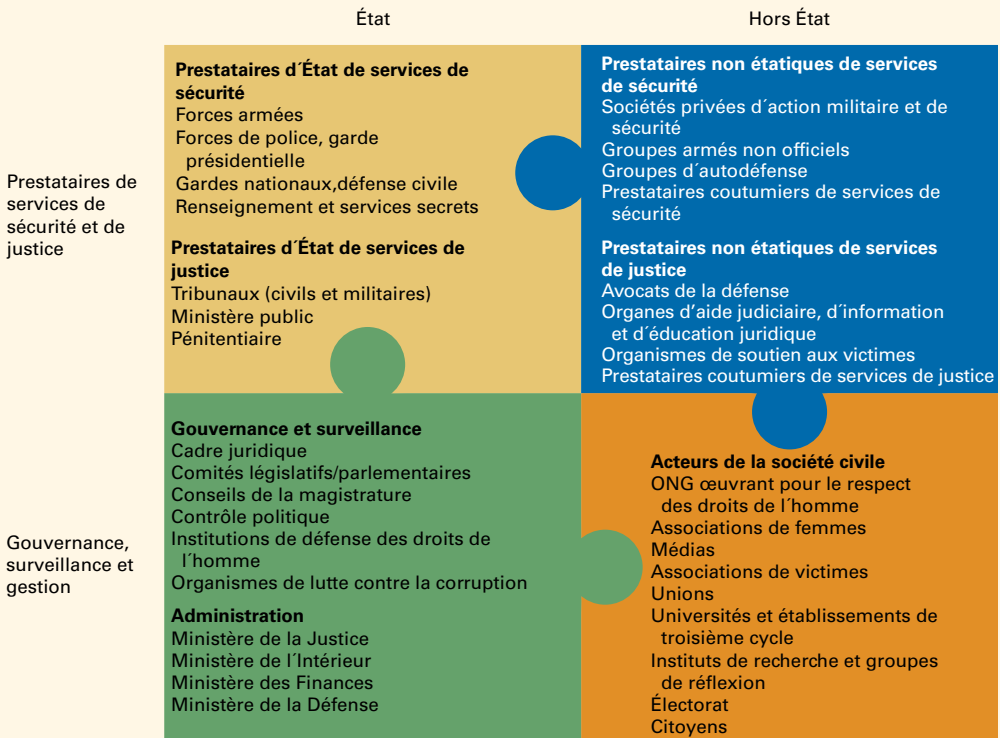 État
Hors État
Prestataires de
services de
sécurité et de
justice
Prestataires d´État de services de
sécurité
Forces armées
Forces de police, garde
présidentielle
Gardes nationaux,défense civile
Renseignement et services secrets
Prestataires d´État de services de
justice
Tribunaux (civils et militaires)
Ministère public
Pénitentiaire
Prestataires non étatiques de services
de sécurité
Sociétés privées d´action militaire et de
sécurité
Groupes armés non officiels
Groupes d´autodéfense
Prestataires coutumiers de services de
sécurité
Prestataires non étatiques de services
de justice
Avocats de la défense
Organes d’aide judiciaire, d´information
et d´éducation juridique
Organismes de soutien aux victimes
Prestataires coutumiers de services de justice
Gouvernance,
surveillance et
gestion
Gouvernance et surveillance
Cadre juridique
Comités législatifs/parlementaires
Conseils de la magistrature
Contrôle politique
Institutions de défense des droits de
l´homme
Organismes de lutte contre la corruption
Administration
Ministère de la Justice
Ministère de l´Intérieur
Ministère des Finances
Ministère de la Défense
Acteurs de la société civile
ONG œuvrant pour le respect
des droits de l´homme
Associations de femmes
Médias
Associations de victimes
Unions
Universités et établissements de
troisième cycle
Instituts de recherche et groupes
de réflexion
Électorat
Citoyens